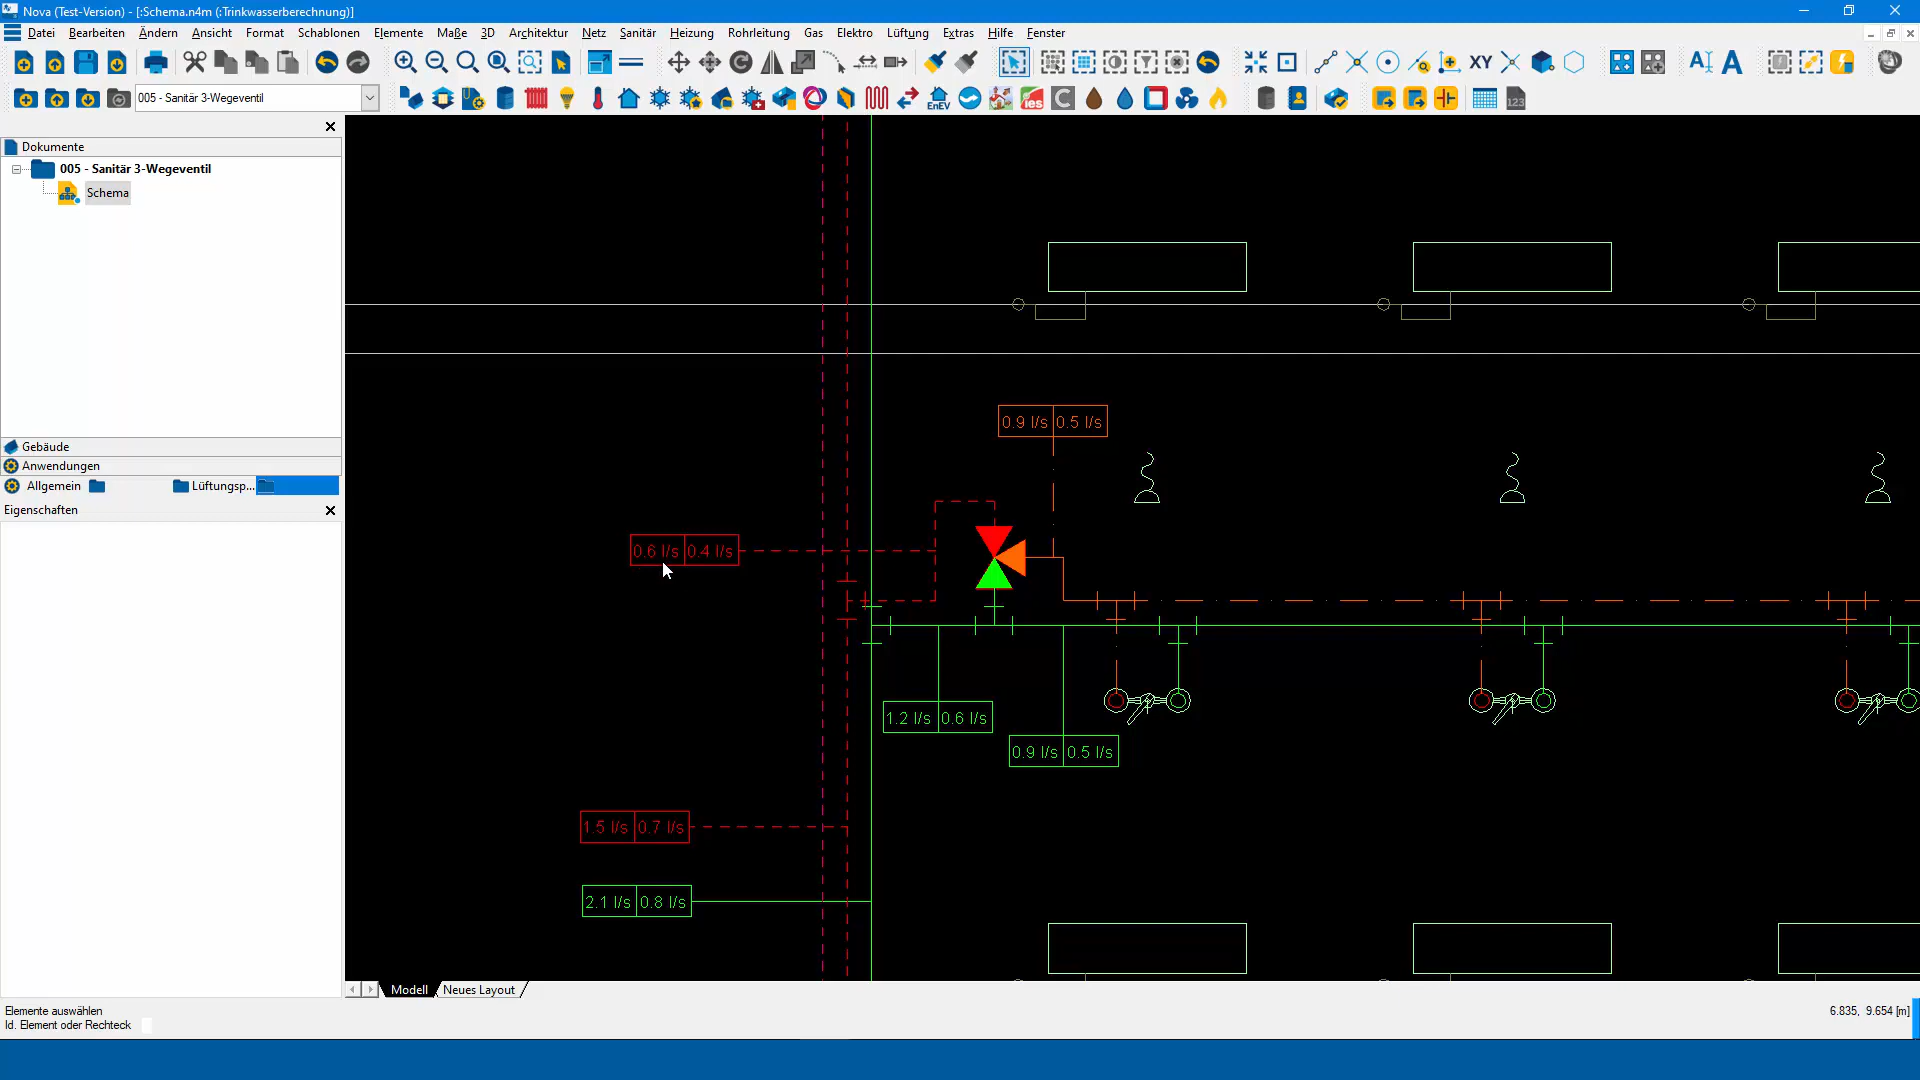 Nova (Test-Version) - [:Schema.n4m (:Trinkwasserberechnung)]
Datei Bearbeiten Ändern Ansicht Format Schablonen Elemente Maße 3D Architektur Netz Sanitär Heizung Rohrleitung Gas Elektro Lüftung Extras Hilfe Fenster
XY A A
005 - Sanitär 3-Wegeventil
EnEV ies C 123
Dokumente
005 - Sanitär 3-Wegeventil
Schema
Gebäude
Anwendungen
Allgemein Lüftungsp...
Eigenschaften
0.9 l/s 0.5 l/s
0.6 l/s 0.4 l/s
1.2 l/s 0.6 l/s
0.9 l/s 0.5 l/s
1.5 l/s 0.7 l/s
2.1 l/s 0.8 l/s
Modell Neues Layout
Elemente auswählen
Id. Element oder Rechteck
6.835, 9.654 [m]